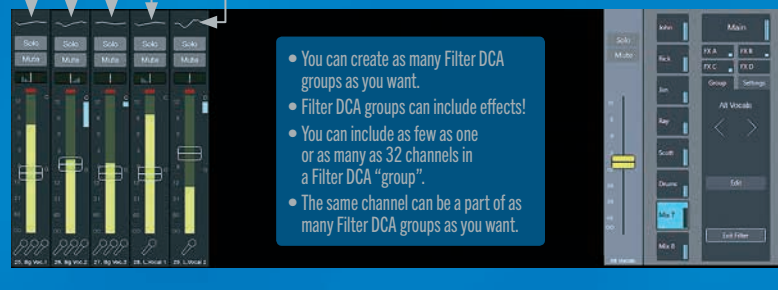 Solo Solo Solo Solo Solo
Mute Mute Mute Mute Mute
25. Bg Voc.1 26. Bg Voc.2 27. Bg Voc.3 28. L.Vocal 1 29. L.Vocal 2
• You can create as many Filter DCA
groups as you want.
• Filter DCA groups can include effects!
• You can include as few as one
or as many as 32 channels in
a Filter DCA “group”.
• The same channel can be a part of as
many Filter DCA groups as you want.
Solo
Mute
All Vocals
John
Rick
Jim
Ray
Scott
Drums
Mix 7
Mix 8
Main
FX A FX B
FX C FX D
Group Settings
All Vocals
Edit
Exit Filter